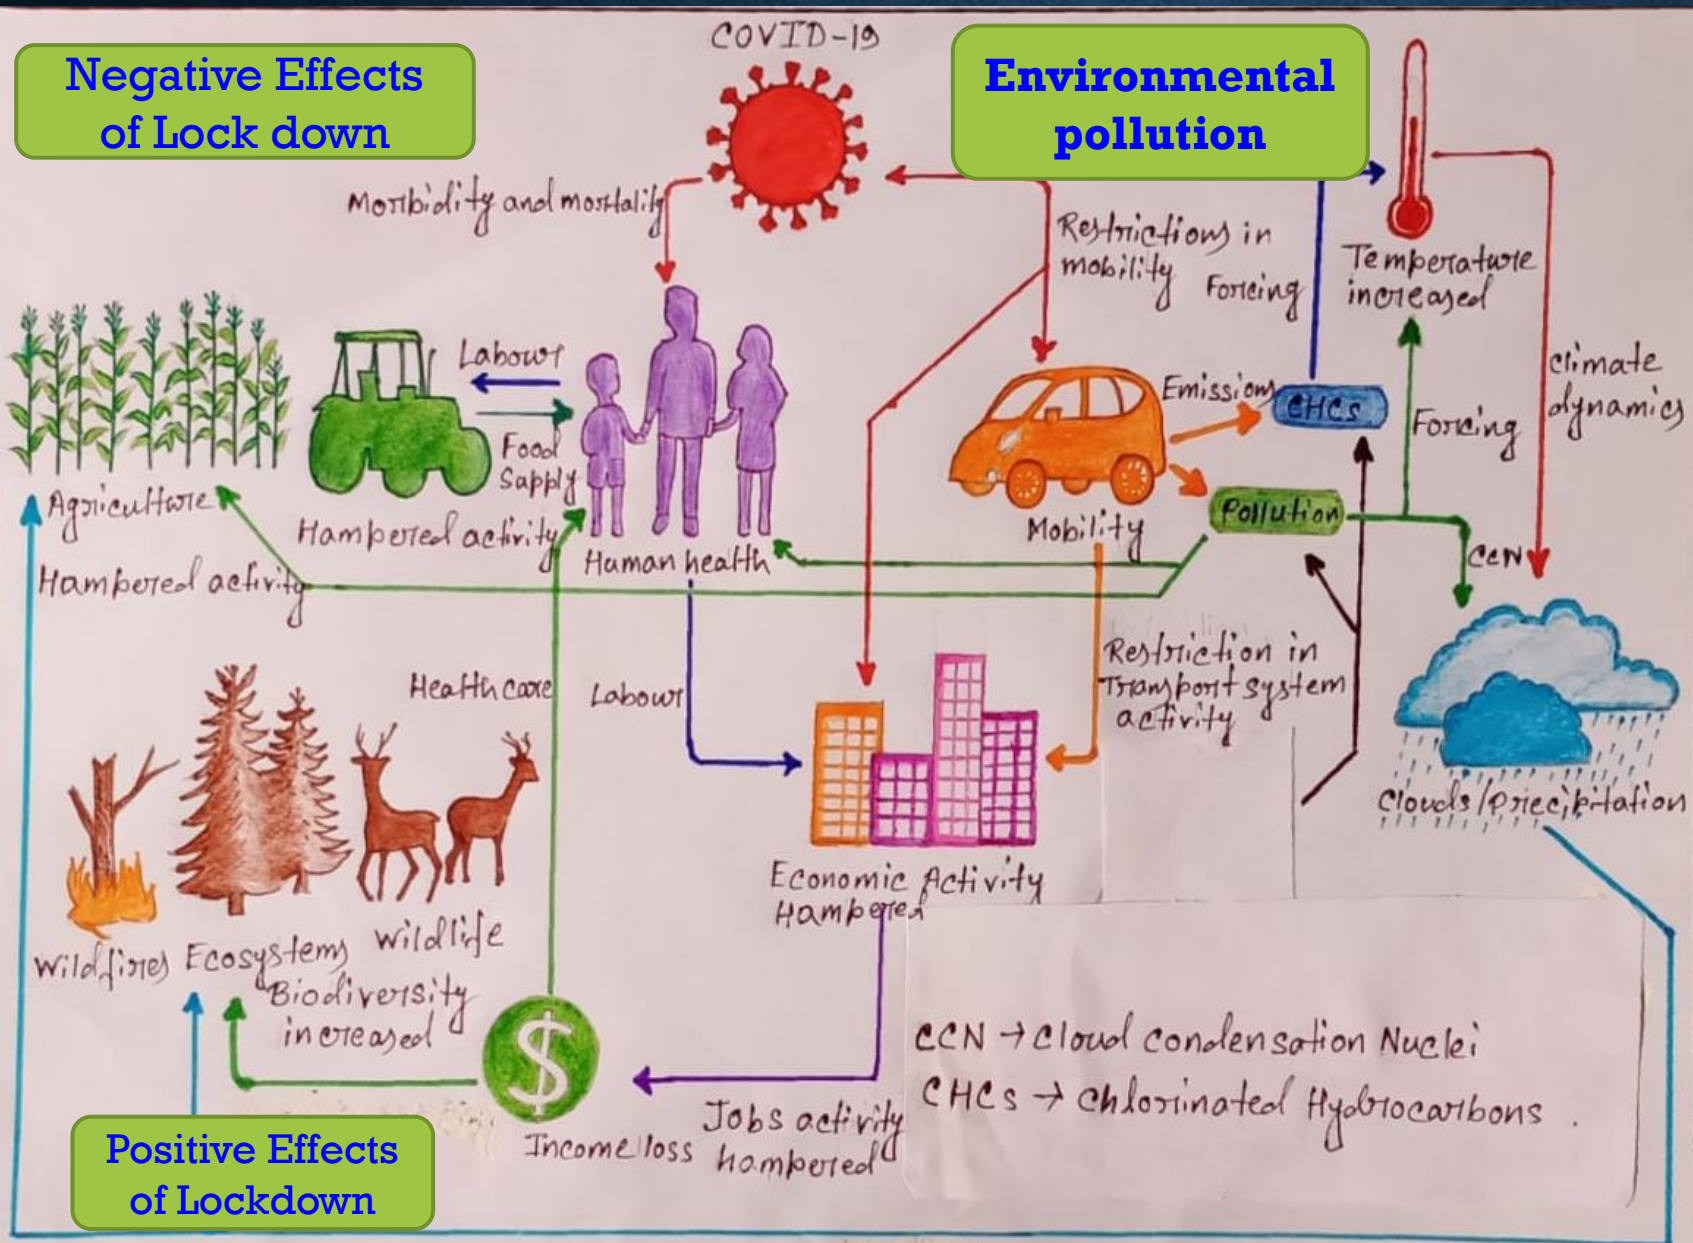 COVID-19
Negative Effects
of Lock down
Environmental
pollution
Morbidity and mortality
Restrictions in
mobility
Forcing
Temperature
increased
Labour
Food
Supply
Emissions
CHCs
climate
dynamics
Forcing
Agriculture
Hampered activity
Hampered activity
Human health
Mobility
Pollution
CCN
Health care
Labour
Restriction in
Transport system
activity
Clouds/precipitation
Economic Activity
Hampered
Wildfires
Ecosystems
Wildlife
Biodiversity
increased
$
CCN → Cloud condensation Nuclei
CHCs → Chlorinated Hydrocarbons .
Jobs activity
hampered
Income loss
Positive Effects
of Lockdown